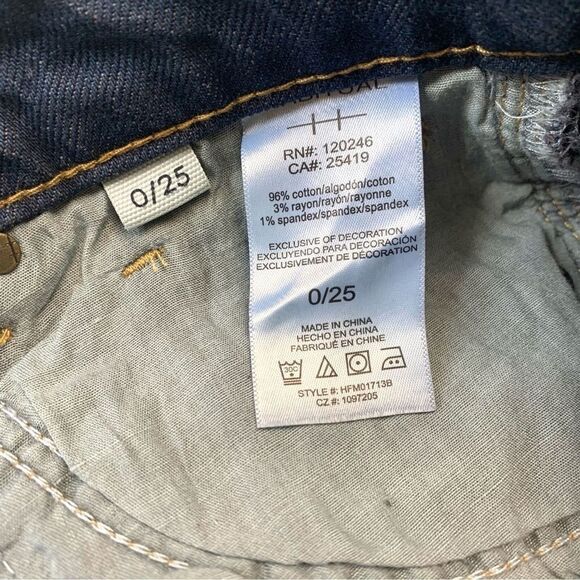 RN#: 120246
CA#: 25419
96% cotton/algodón/coton
3% rayon/rayón/rayonne
1% spandex/spandex/spandex
EXCLUSIVE OF DECORATION
EXCLUYENDO PARA DECORACIÓN
EXCLUSIVEMENT DE DÉCORATION
0/25
MADE IN CHINA
HECHO EN CHINA
FABRIQUÉ EN CHINE
30C
STYLE #: HFM01713B
CZ #: 1097205
0/25